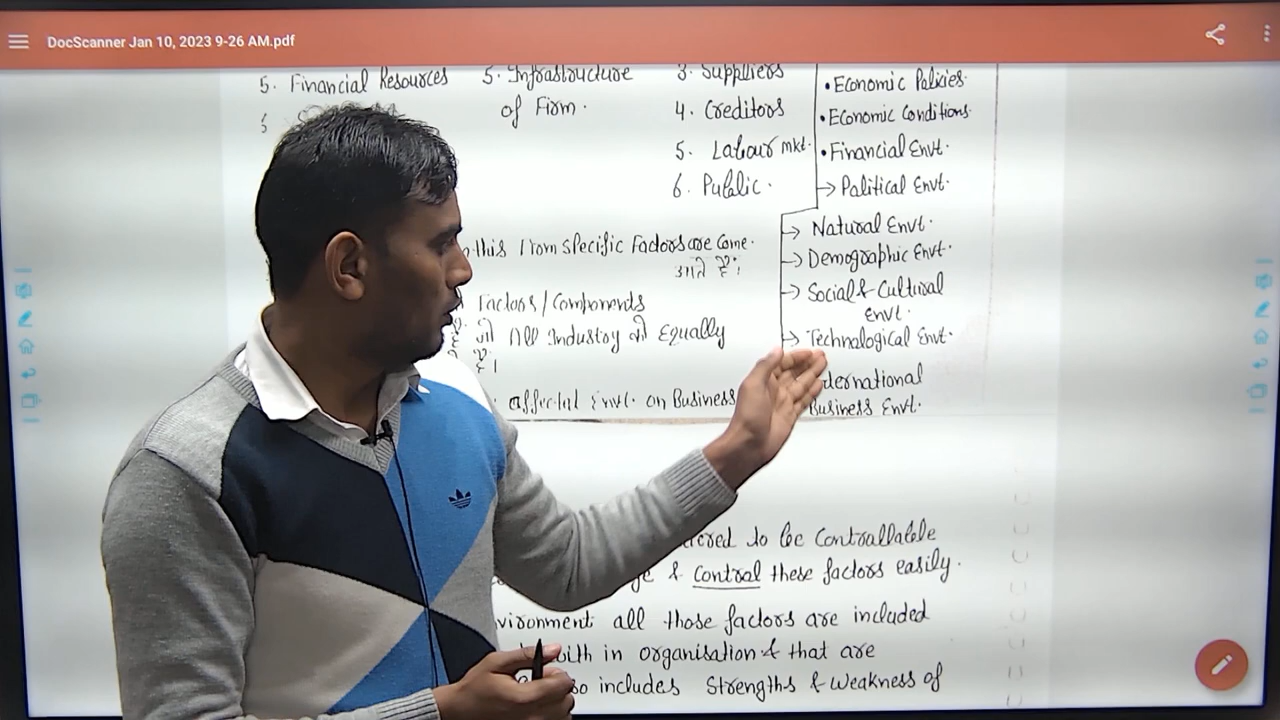 DocScanner Jan 10, 2023 9-26 AM.pdf
5. Financial Resources
5. Infrastructure
of Firm.
3. Suppliers
4. Creditors
5. Labour mkt.
6. Public.
• Economic Policies.
• Economic Conditions.
• Financial Envt.
→ Political Envt.
→ Natural Envt.
→ Demographic Envt.
→ Social & Cultural
Envt.
→ Technological Envt.
Business Envt.
this Specific Factors are Come.
आते हैं।
Factors/Components
जो All Industry को Equally
हैं।
Envt. on Business
to be Controllable
& Control these factors easily.
all those factors are included
with in organisation & that are
so includes Strengths & Weakness of